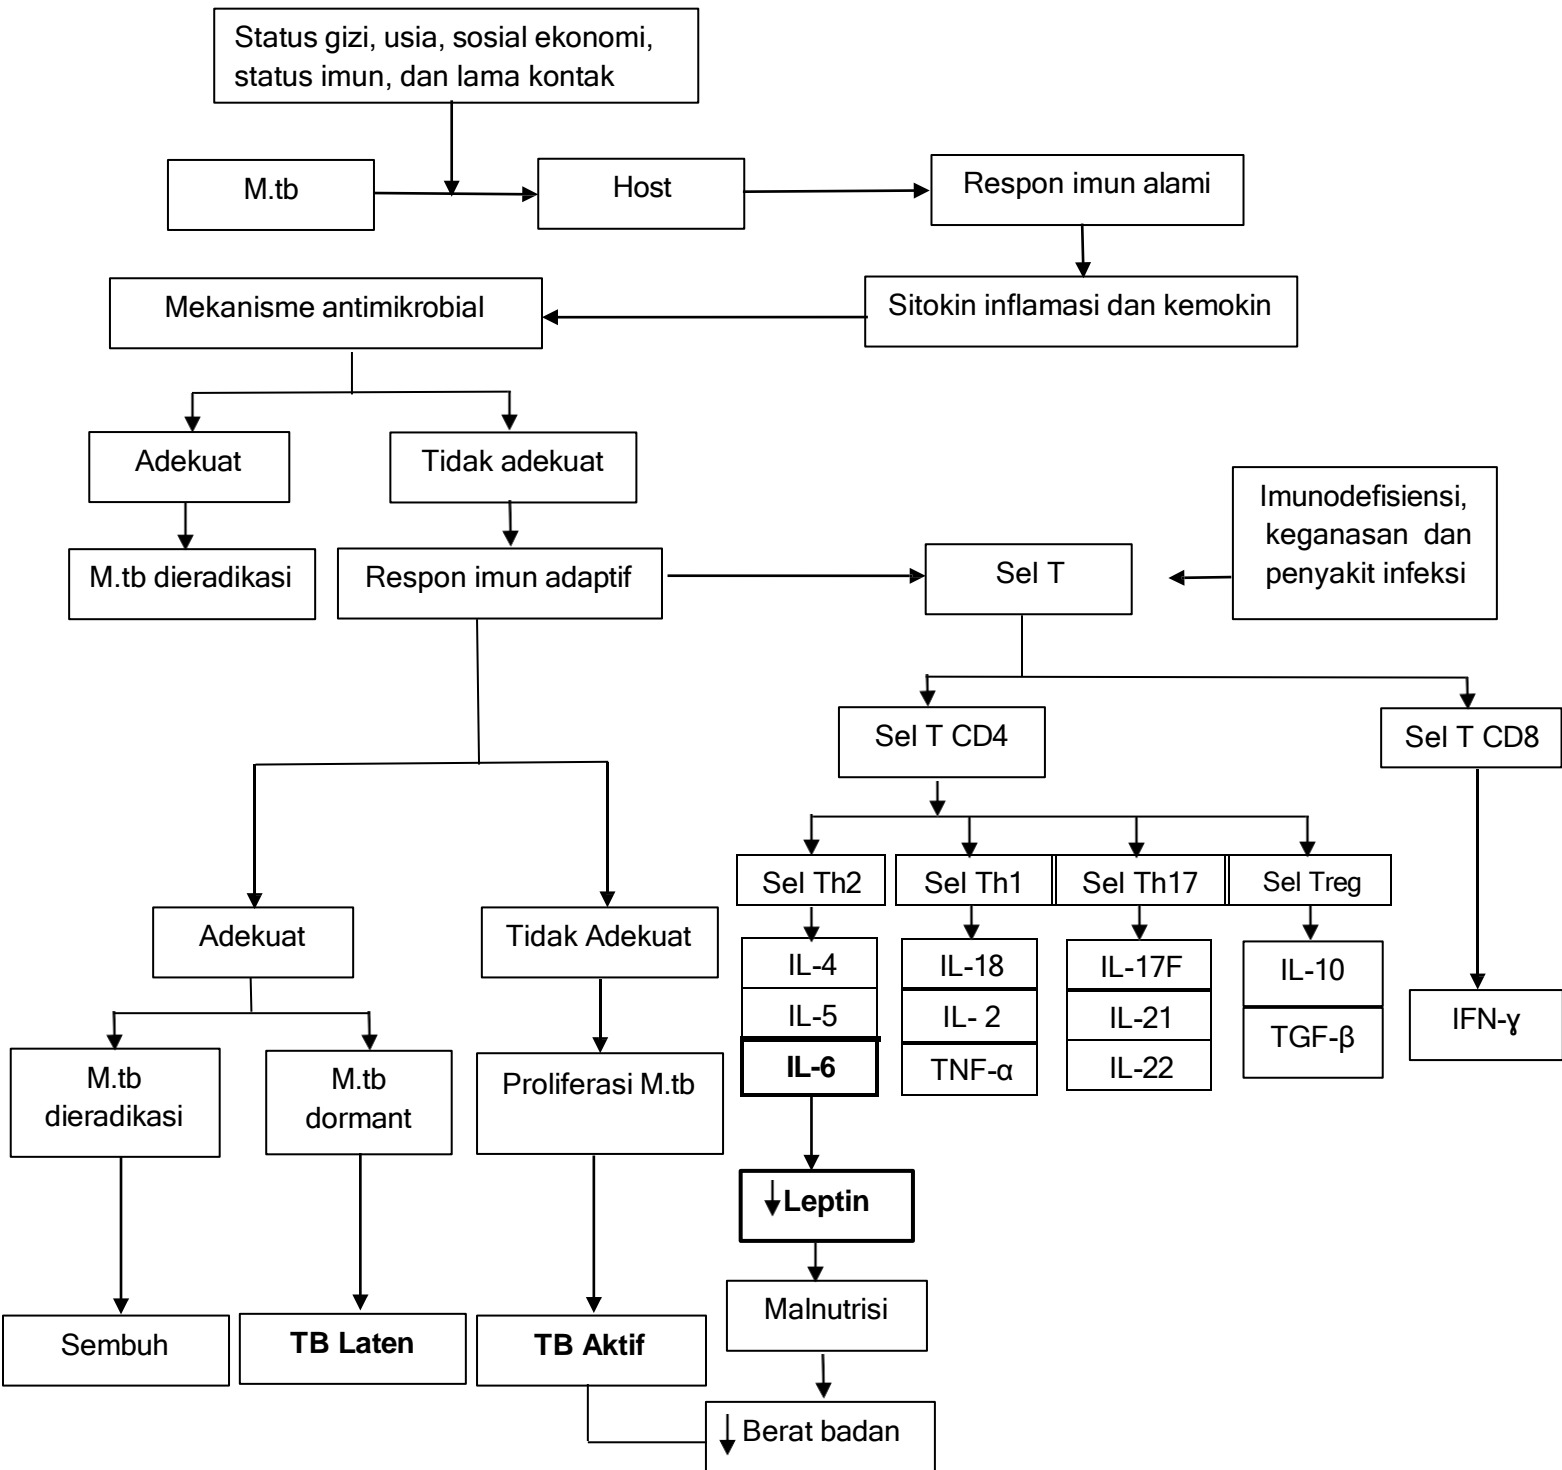 Status gizi, usia, sosial ekonomi,
status imun, dan lama kontak
M.tb
Host
Respon imun alami
Mekanisme antimikrobial
Sitokin inflamasi dan kemokin
Adekuat
Tidak adekuat
Imunodefisiensi,
keganasan dan
penyakit infeksi
M.tb dieradikasi
Respon imun adaptif
Sel T
Sel T CD4
Sel T CD8
Sel Th2
Sel Th1
Sel Th17
Sel Treg
Adekuat
Tidak Adekuat
IL-4
IL-5
IL-6
IL-18
IL- 2
TNF-α
IL-17F
IL-21
IL-22
IL-10
TGF-β
IFN-ɣ
M.tb
dieradikasi
M.tb
dormant
Proliferasi M.tb
↓Leptin
Malnutrisi
Sembuh
TB Laten
TB Aktif
↓ Berat badan